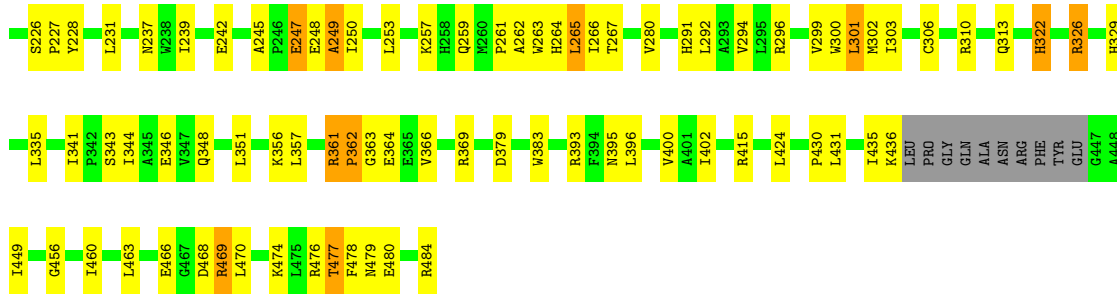 S226 P227 Y228 L231 N237 W238 I239 E242 A245 P246 E247 E248 A249 I250 L253 K257 H258 Q259 M260 P261 A262 W263 H264 L265 I266 T267 V280 H291 L292 A293 V294 L295 R296 V299 W300 L301 M302 I303 C306 R310 Q313 H322 R326 H329
L335 I341 P342 S343 I344 A345 E346 V347 Q348 L351 K356 L357 R361 P362 G363 E364 E365 V366 R369 D379 W383 R393 F394 N395 L396 V400 A401 I402 R415 L424 P430 L431 I435 K436 LEU PRO GLY GLN ALA ASN ARG PHE TYR GLU G447 A448
I449 G456 I460 L463 E466 G467 D468 R469 L470 K474 L475 R476 T477 F478 N479 E480 R484